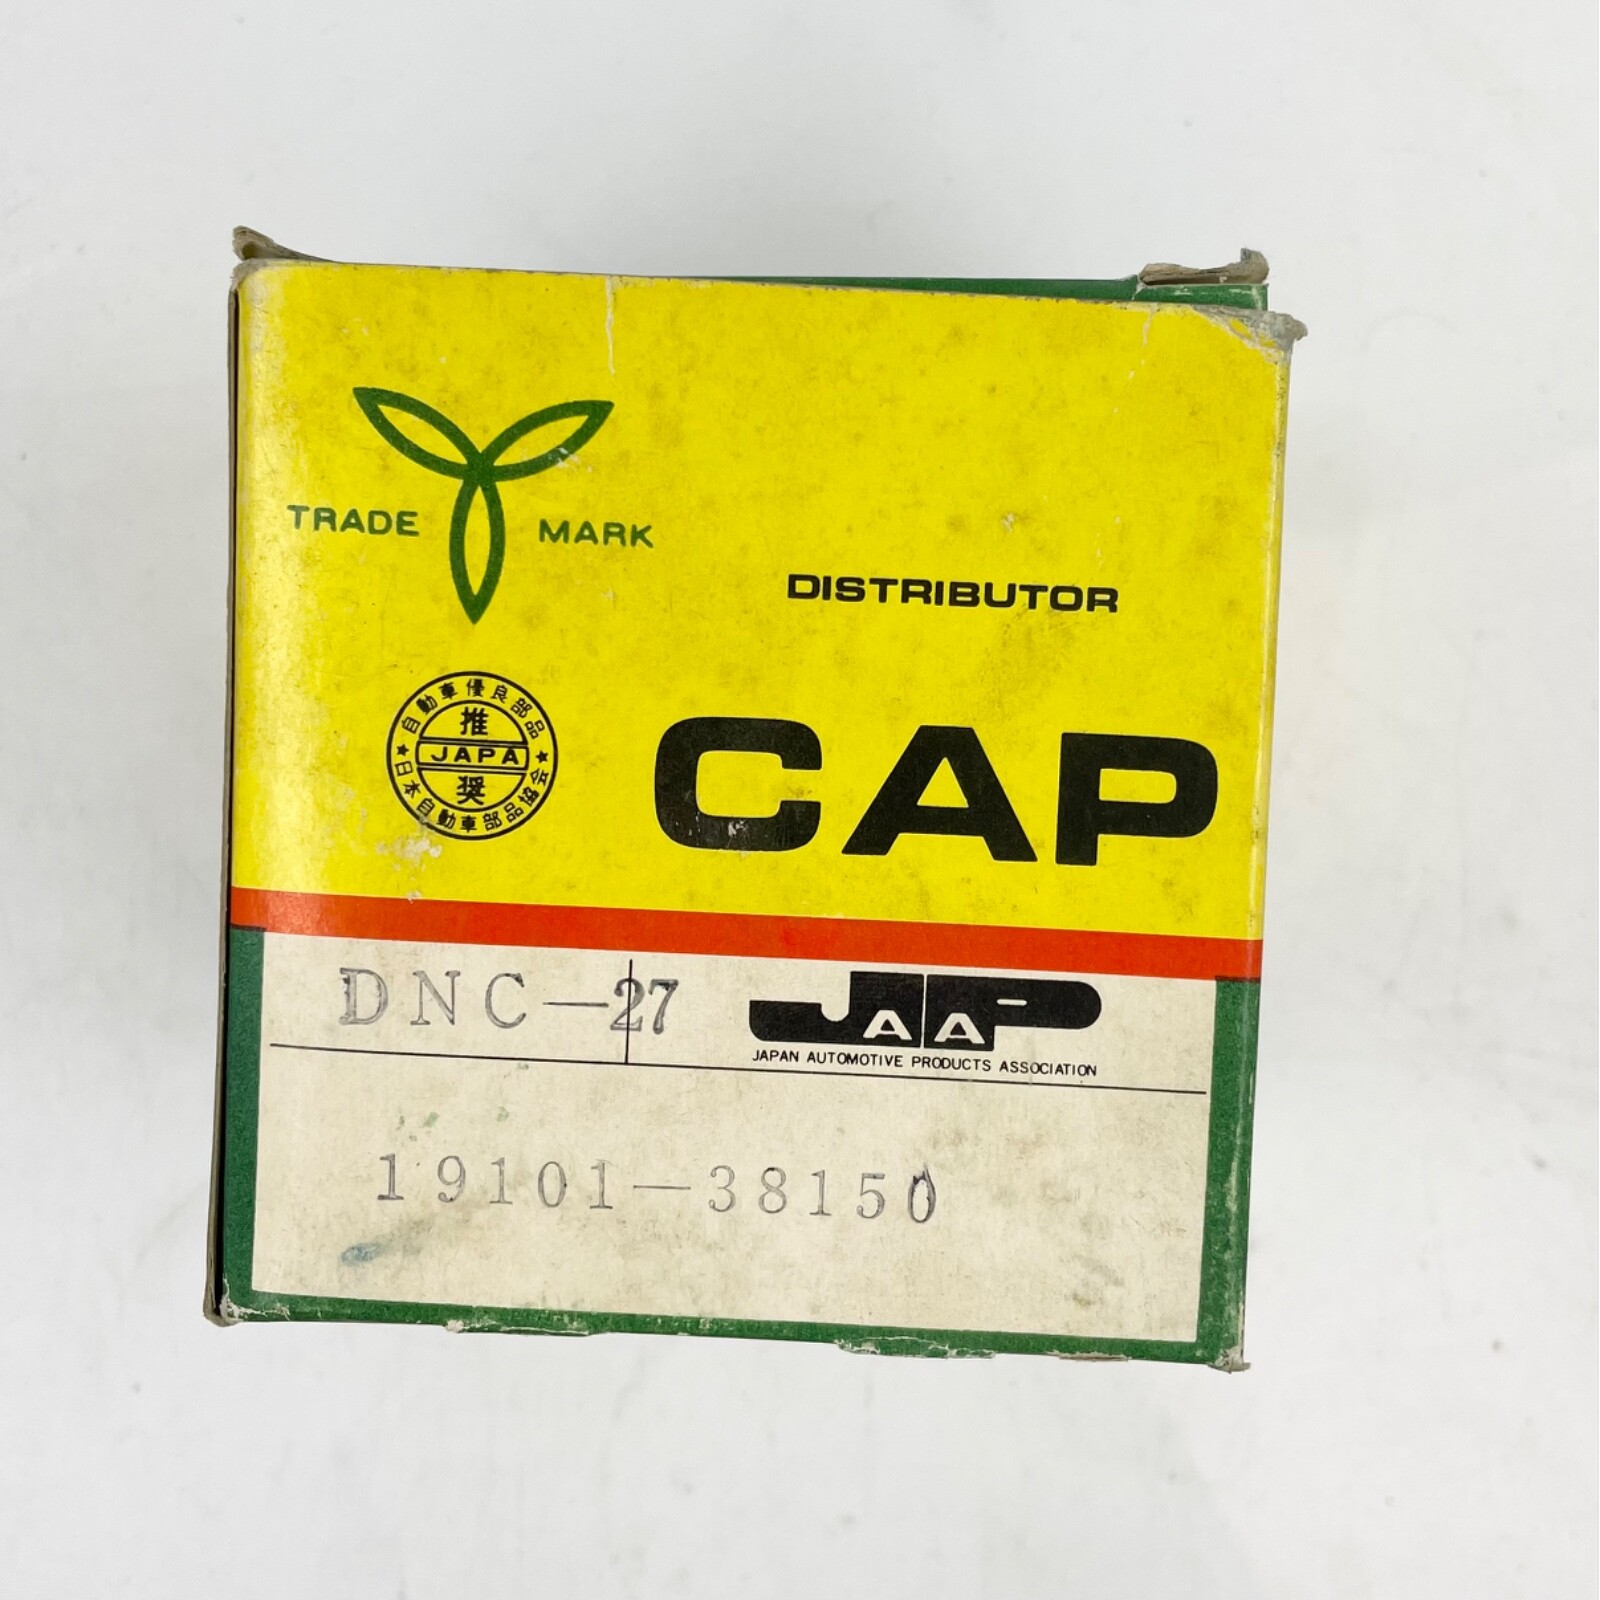 TRADE MARK
DISTRIBUTOR
自動車優良部品
推
JAPA
奨
日本自動車部品協会
CAP
DNC-27
JAPA
JAPAN AUTOMOTIVE PRODUCTS ASSOCIATION
19101-38150